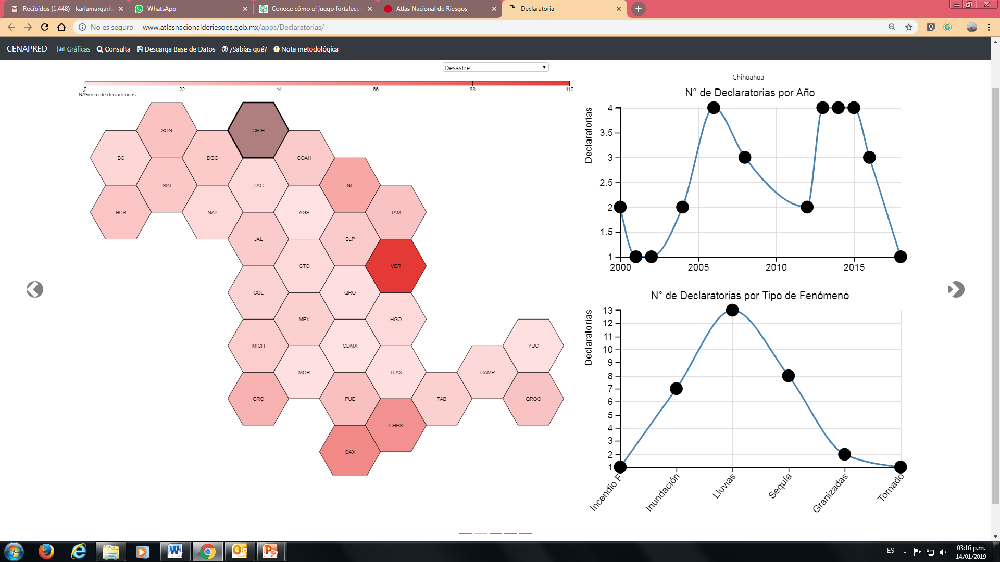 Recibidos (1.448) - karlamargarit
WhatsApp
Conoce cómo el juego fortalece
Atlas Nacional de Riesgos
Declaratoria
No es seguro
www.atlasnacionalderiesgos.gob.mx/apps/Declaratorias/
CENAPRED
Gráficas
Consulta
Descarga Base de Datos
¿Sabías qué?
Nota metodológica
Desastre
0 22 44 66 88 110
NÃºmero de declaratorias
SON
CHIH
BC
DGO
COAH
SIN
ZAC
NL
BCS
NAY
AGS
TAM
JAL
SLP
GTO
VER
COL
QRO
MEX
HGO
MICH
CDMX
YUC
MOR
TLAX
CAMP
GRO
PUE
TAB
QROO
CHPS
OAX
Chihuahua
N° de Declaratorias por Año
Declaratorias
4
3.5
3
2.5
2
1.5
1
2000 2005 2010 2015
N° de Declaratorias por Tipo de Fenómeno
Declaratorias
13
12
11
10
9
8
7
6
5
4
3
2
1
Incendio F.
Inundación
Lluvias
Sequía
Granizadas
Tornado
ES
03:16 p.m.
14/01/2019